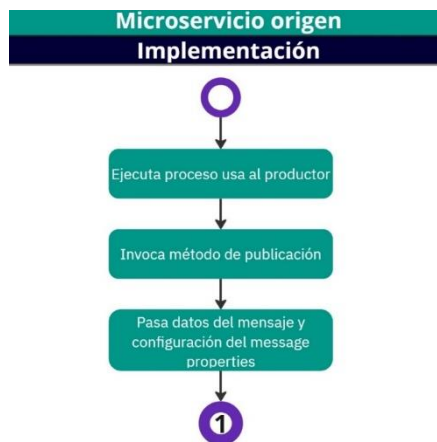 Microservicio origen
Implementación
Ejecuta proceso usa al productor
Invoca método de publicación
Pasa datos del mensaje y
configuración del message
properties
1